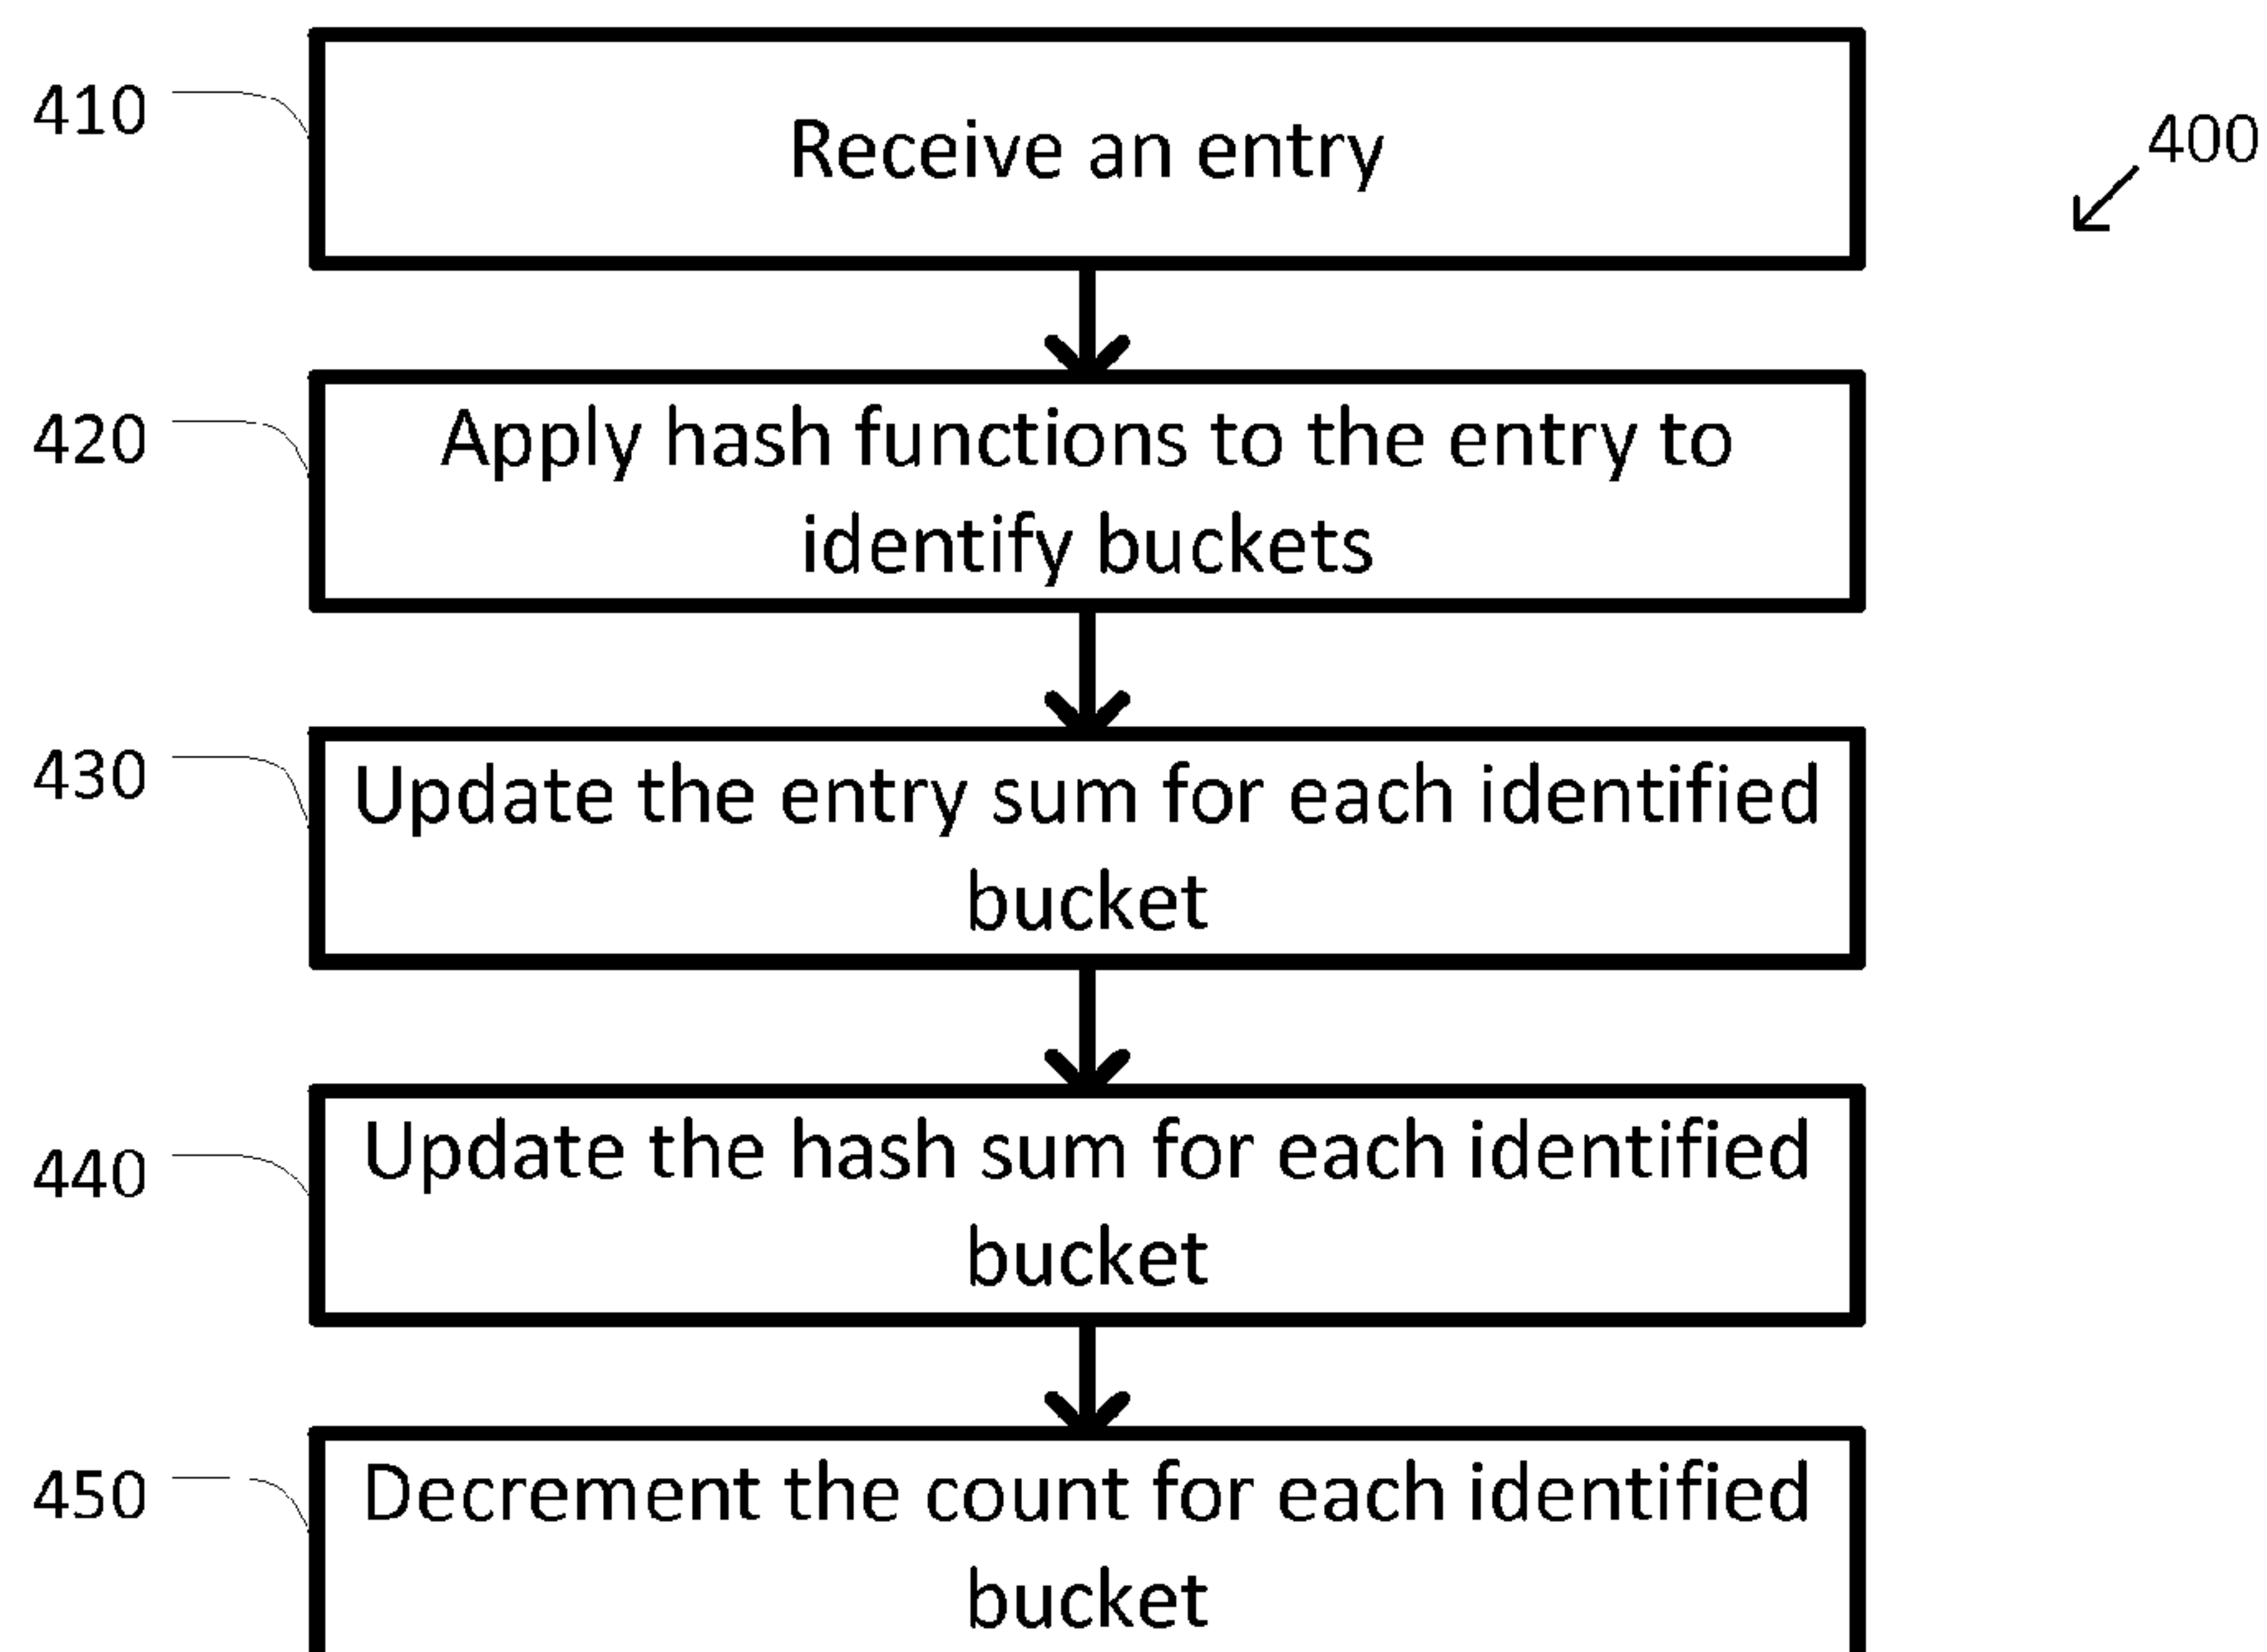 410
Receive an entry
400
420
Apply hash functions to the entry to
identify buckets
430
Update the entry sum for each identified
bucket
440
Update the hash sum for each identified
bucket
450
Decrement the count for each identified
bucket